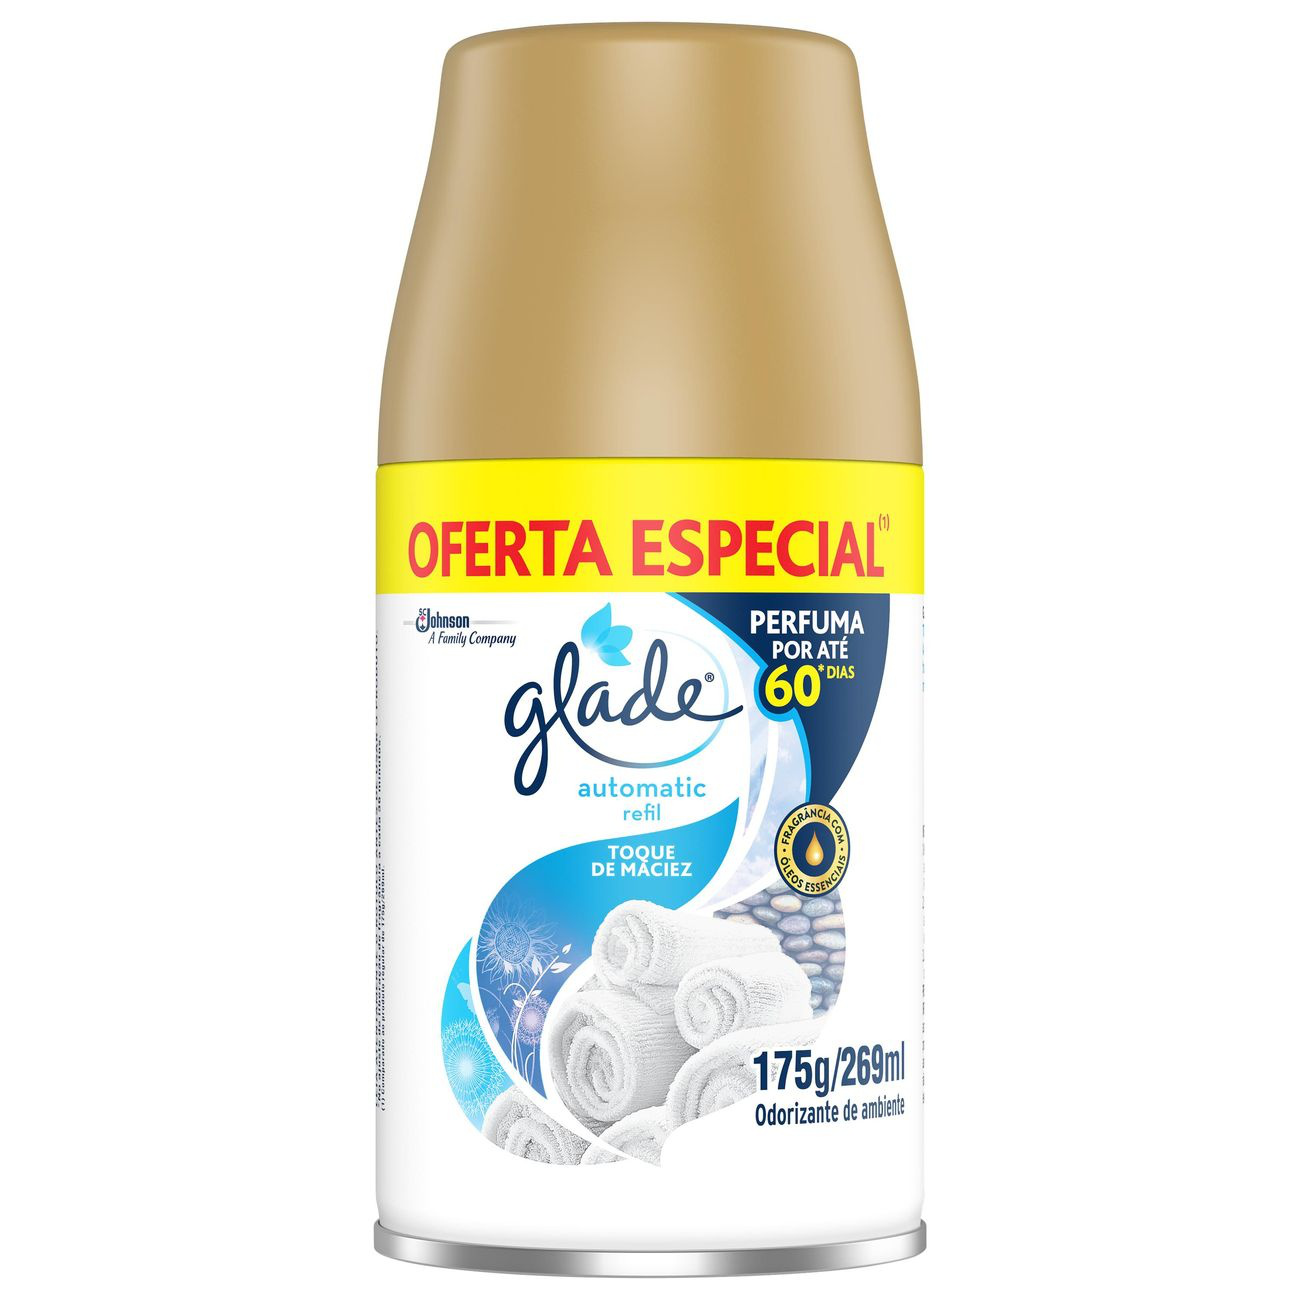 OFERTA ESPECIAL(1)
SC Johnson
A Family Company
PERFUMA
POR ATÉ
60* DIAS
glade®
automatic
refil
TOQUE
DE MACIEZ
FRAGRÂNCIA COM
ÓLEOS ESSENCIAIS
175g/269ml
Odorizante de ambiente